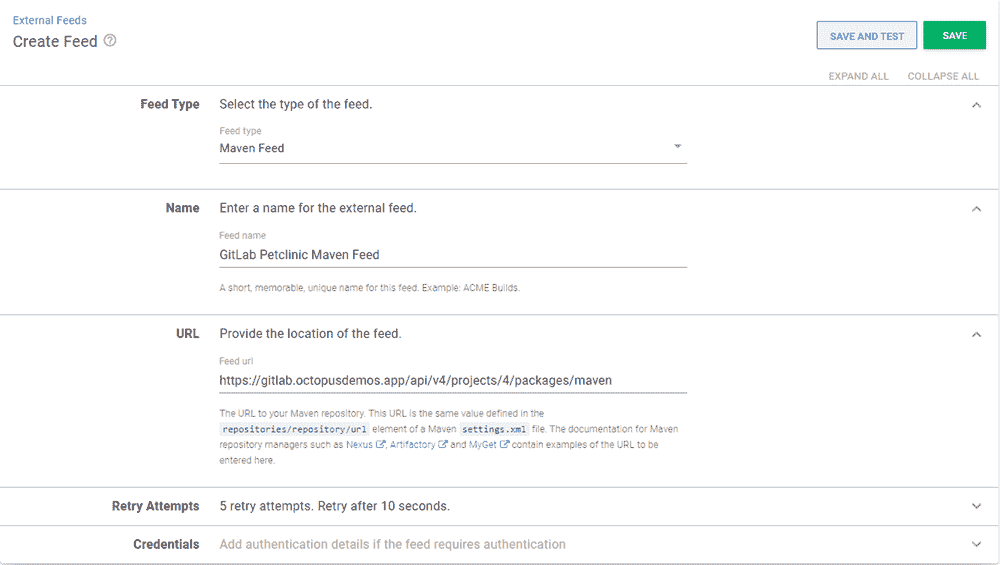 External Feeds
Create Feed
SAVE AND TEST
SAVE
EXPAND ALL
COLLAPSE ALL
Feed Type
Select the type of the feed.
Feed type
Maven Feed
Name
Enter a name for the external feed.
Feed name
GitLab Petclinic Maven Feed
A short, memorable, unique name for this feed. Example: ACME Builds.
URL
Provide the location of the feed.
Feed url
https://gitlab.octopusdemos.app/api/v4/projects/4/packages/maven
The URL to your Maven repository. This URL is the same value defined in the
repositories/repository/url element of a Maven settings.xml file. The documentation for Maven
repository managers such as Nexus, Artifactory and MyGet contain examples of the URL to be
entered here.
Retry Attempts
5 retry attempts. Retry after 10 seconds.
Credentials
Add authentication details if the feed requires authentication